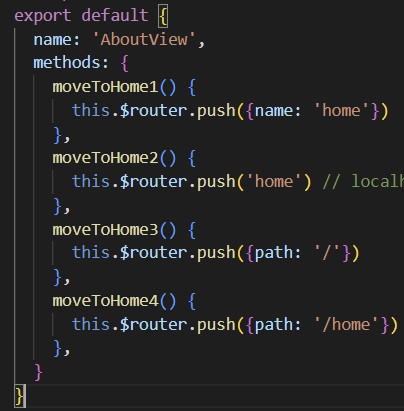 export default {
name: 'AboutView',
methods: {
moveToHome1() {
this.$router.push({name: 'home'})
},
moveToHome2() {
this.$router.push('home') // localh
},
moveToHome3() {
this.$router.push({path: '/'})
},
moveToHome4() {
this.$router.push({path: '/home'})
},
}
}